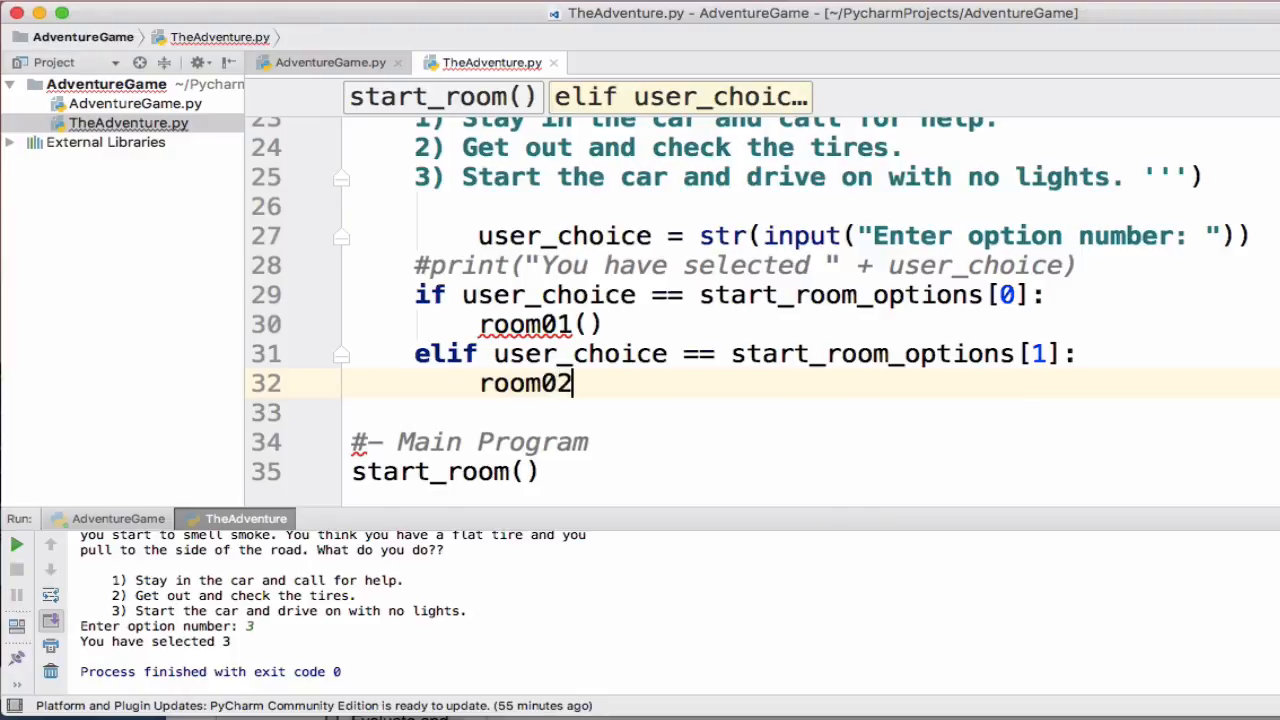 TheAdventure.py - AdventureGame - [~/PycharmProjects/AdventureGame]
AdventureGame
TheAdventure.py
Project
AdventureGame.py
TheAdventure.py
AdventureGame ~/Pycharm
AdventureGame.py
TheAdventure.py
External Libraries
start_room()
elif user_choic…
23 1) Stay in the car and call for help.
24 2) Get out and check the tires.
25 3) Start the car and drive on with no lights. ''')
26
27 user_choice = str(input("Enter option number: "))
28 #print("You have selected " + user_choice)
29 if user_choice == start_room_options[0]:
30 room01()
31 elif user_choice == start_room_options[1]:
32 room02
33
34 #- Main Program
35 start_room()
Run:
AdventureGame
TheAdventure
you start to smell smoke. You think you have a flat tire and you
pull to the side of the road. What do you do??
1) Stay in the car and call for help.
2) Get out and check the tires.
3) Start the car and drive on with no lights.
Enter option number: 3
You have selected 3
Process finished with exit code 0
Platform and Plugin Updates: PyCharm Community Edition is ready to update. (55 minutes ago)
Evaluate and